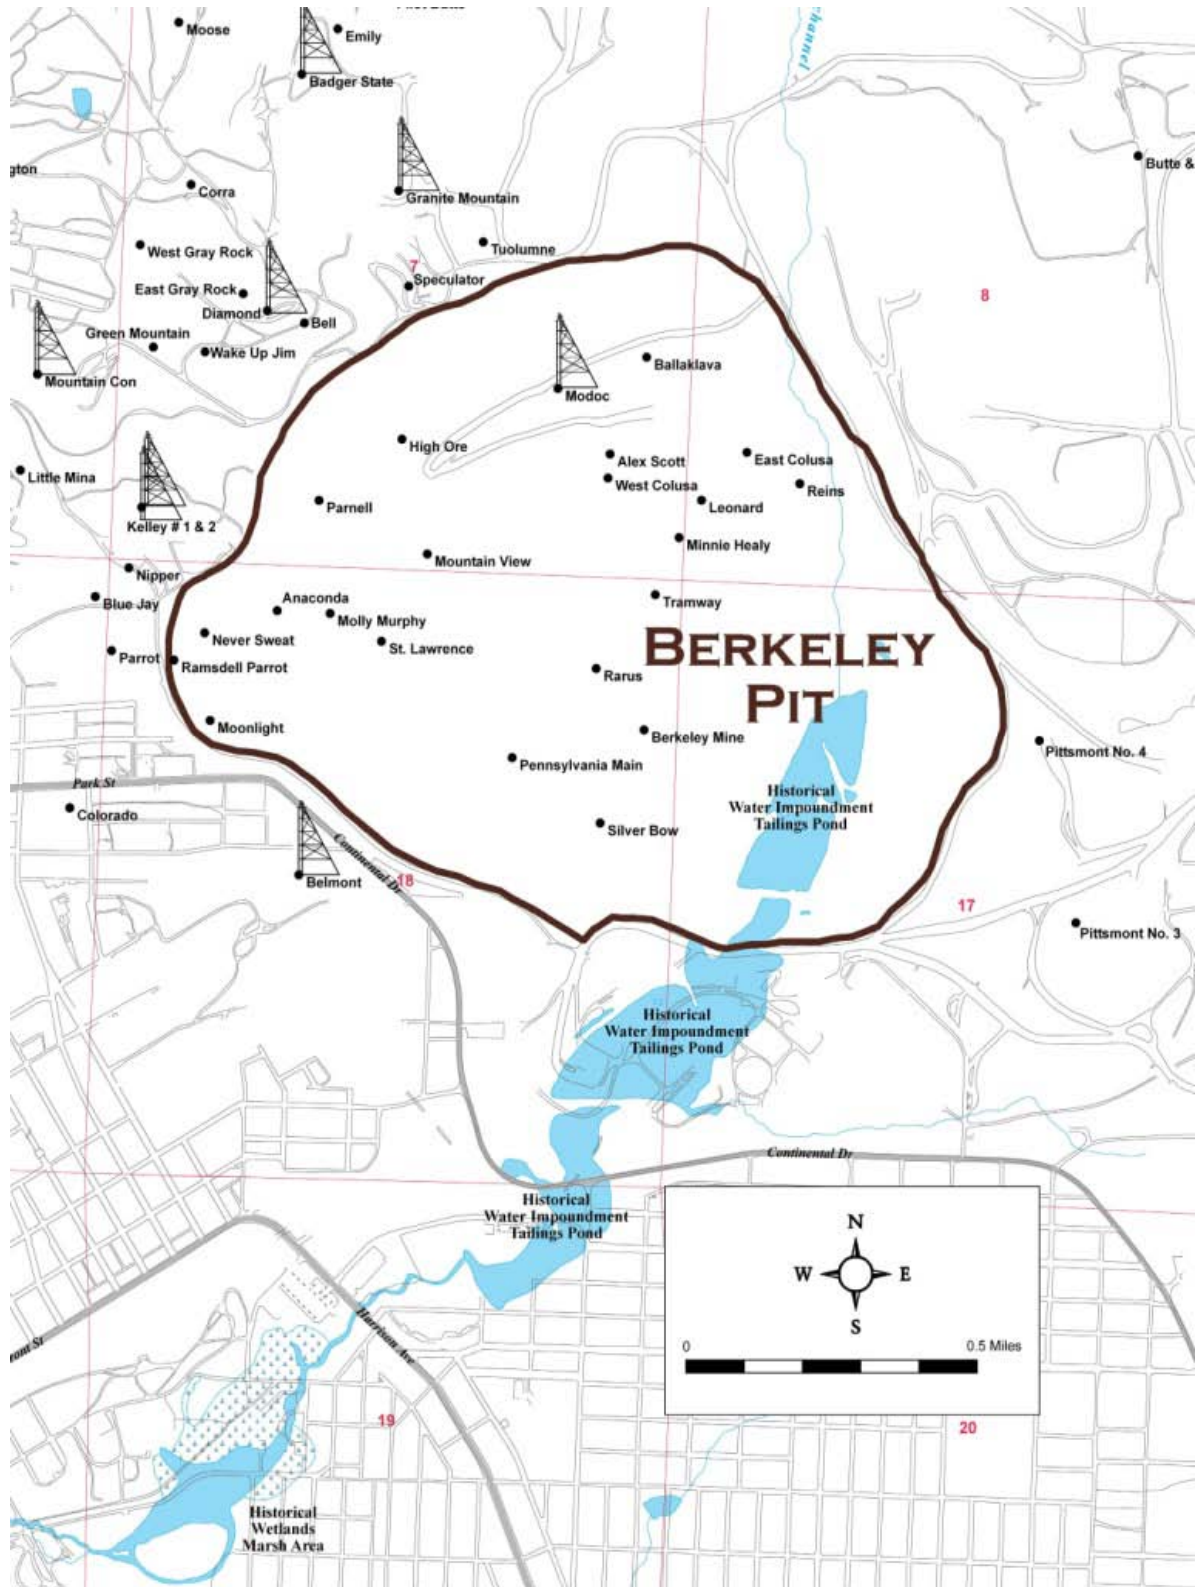 Moose
Emily
Badger State
hannel
Granite Mountain
Butte &
gton
Corra
West Gray Rock
Tuolumne
7
Speculator
East Gray Rock
8
Diamond
Bell
Green Mountain
Wake Up Jim
Mountain Con
Ballaklava
Modoc
High Ore
Alex Scott
East Colusa
Little Mina
West Colusa
Reins
Parnell
Leonard
Kelley # 1 & 2
Minnie Healy
Mountain View
Nipper
Anaconda
Tramway
Blue Jay
Molly Murphy
Never Sweat
St. Lawrence
BERKELEY
PIT
Parrot
Ramsdell Parrot
Rarus
Moonlight
Berkeley Mine
Pittsmont No. 4
Pennsylvania Main
Park St
Historical
Water Impoundment
Tailings Pond
Colorado
Silver Bow
Continental Dr
Belmont
18
17
Pittsmont No. 3
Historical
Water Impoundment
Tailings Pond
Continental Dr
Historical
Water Impoundment
Tailings Pond
N
W E
S
0 0.5 Miles
Harrison Ave
ont St
19
20
Historical
Wetlands
Marsh Area